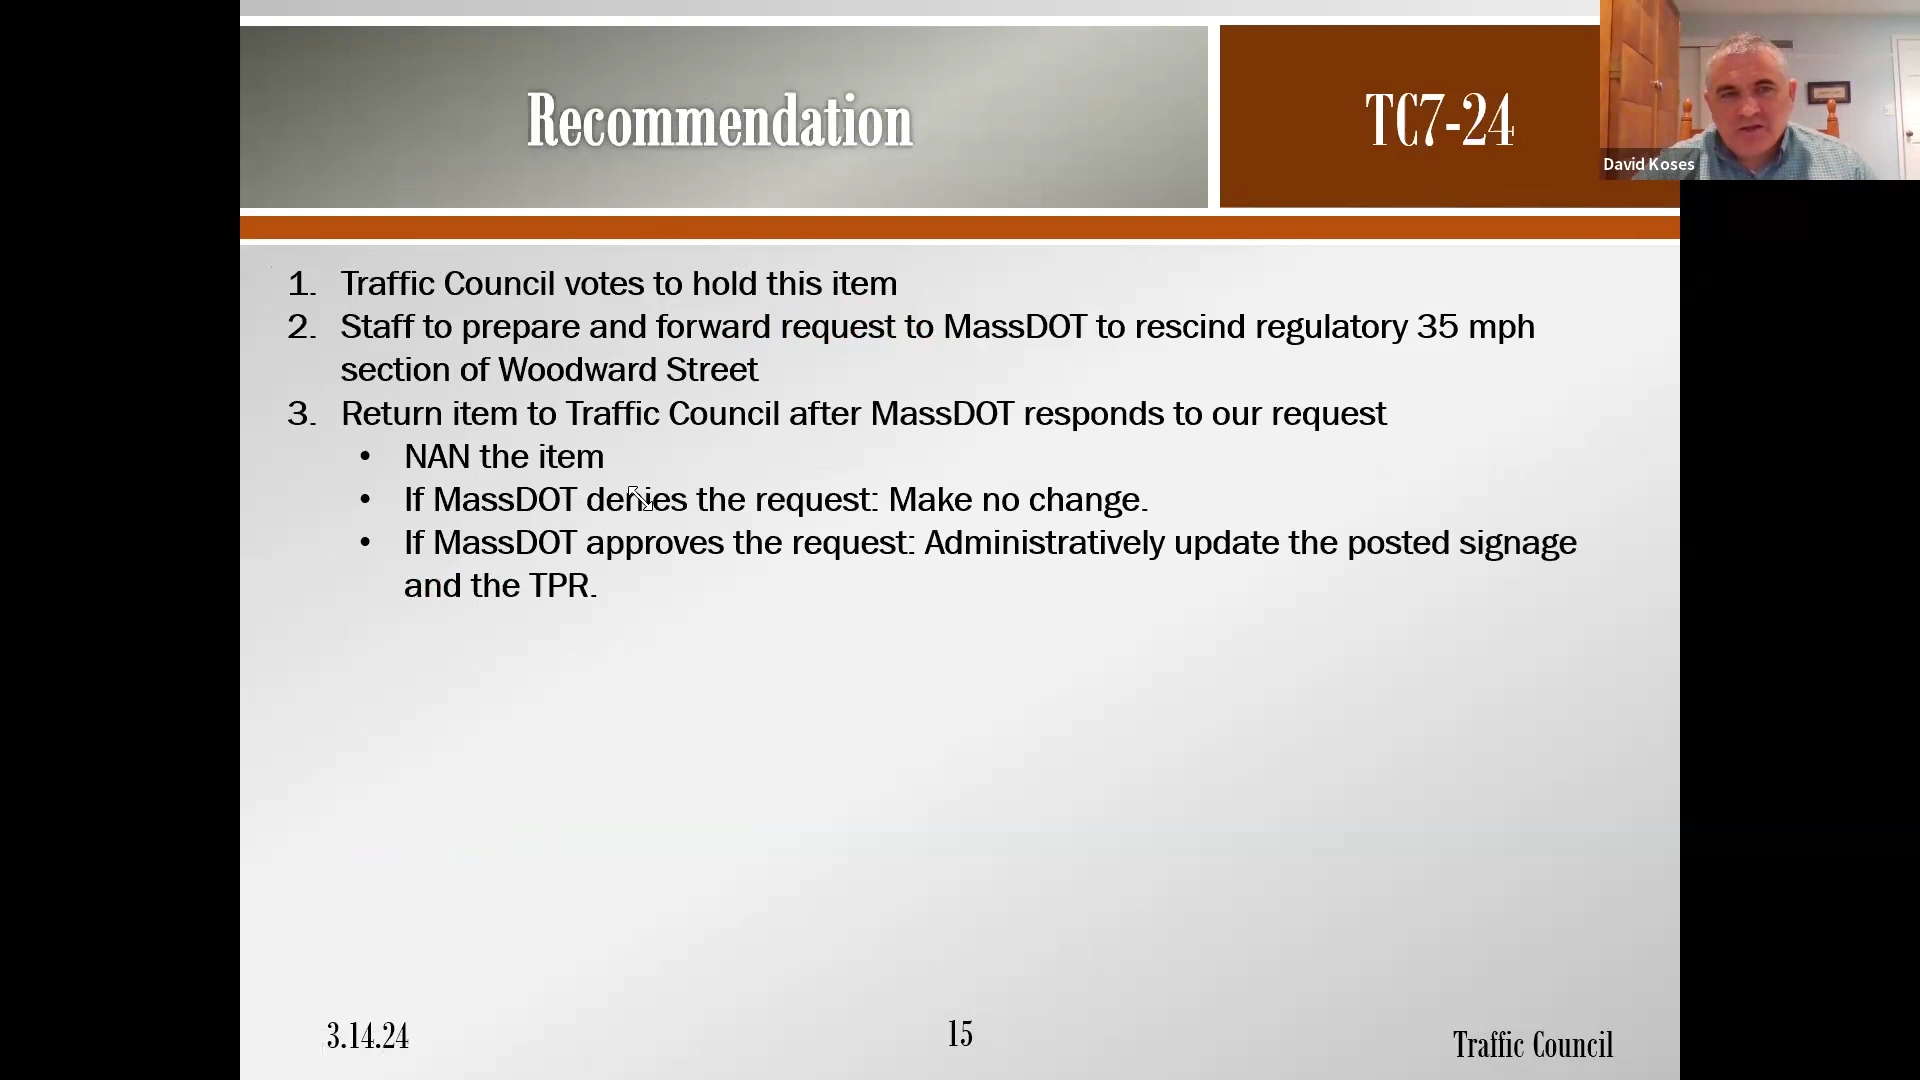 Recommendation
TC7-24
David Koses
1. Traffic Council votes to hold this item
2. Staff to prepare and forward request to MassDOT to rescind regulatory 35 mph
section of Woodward Street
3. Return item to Traffic Council after MassDOT responds to our request
• NAN the item
• If MassDOT denies the request: Make no change.
• If MassDOT approves the request: Administratively update the posted signage
and the TPR.
3.14.24
15
Traffic Council